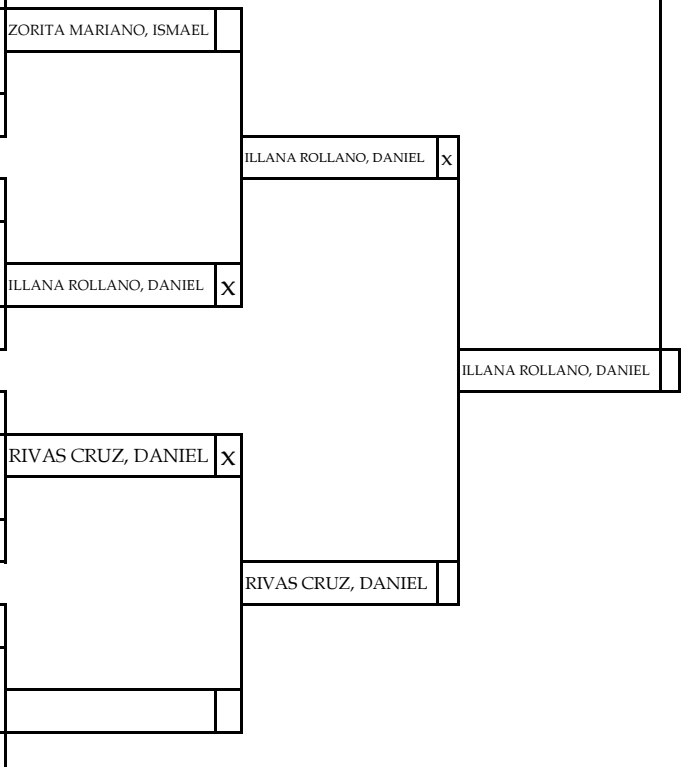 ZORITA MARIANO, ISMAEL
ILLANA ROLLANO, DANIEL x
ILLANA ROLLANO, DANIEL x
ILLANA ROLLANO, DANIEL
RIVAS CRUZ, DANIEL x
RIVAS CRUZ, DANIEL